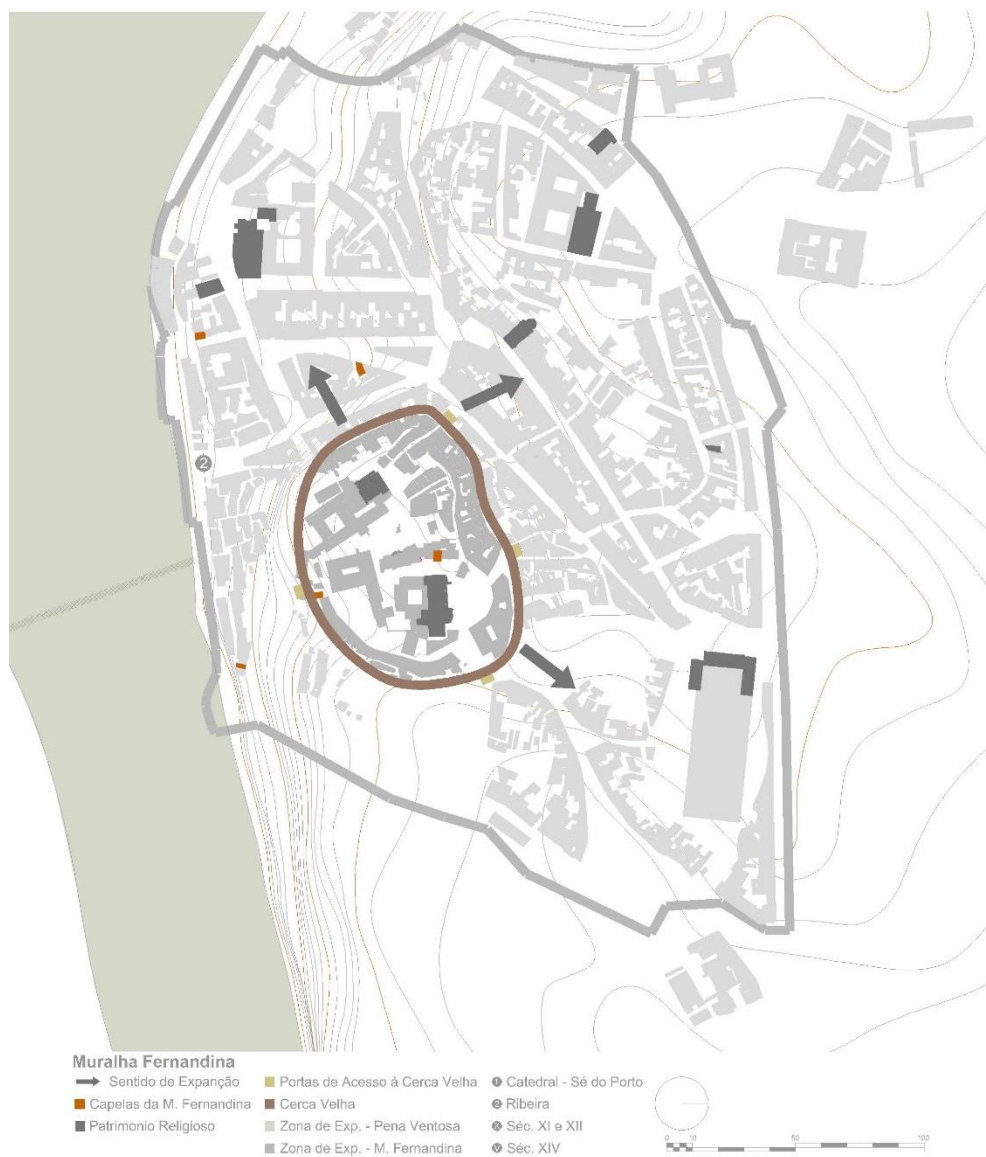 2
Muralha Fernandina
Sentido de Expanção
Capelas da M. Fernandina
Patrimonio Religioso
Portas de Acesso à Cerca Velha
Cerca Velha
Zona de Exp. - Pena Ventosa
Zona de Exp. - M. Fernandina
1 Catedral - Sé do Porto
2 Ribeira
X Séc. XI e XII
V Séc. XIV
0 10 50 100